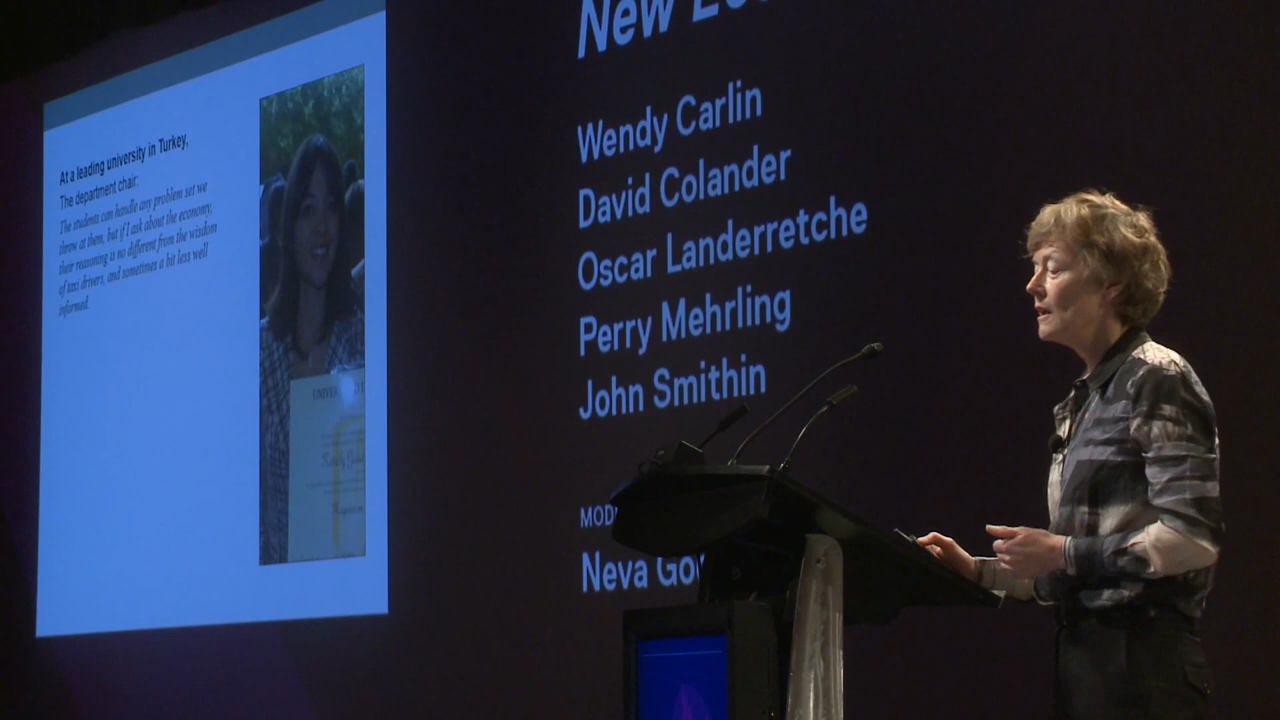 At a leading university in Turkey,
The department chair:
The students can handle any problem set we
throw at them, but if I ask about the economy,
their reasoning is no different from the wisdom
of taxi drivers, and sometimes a bit less well
informed.
New
Wendy Carlin
David Colander
Oscar Landerretche
Perry Mehrling
John Smithin
Neva